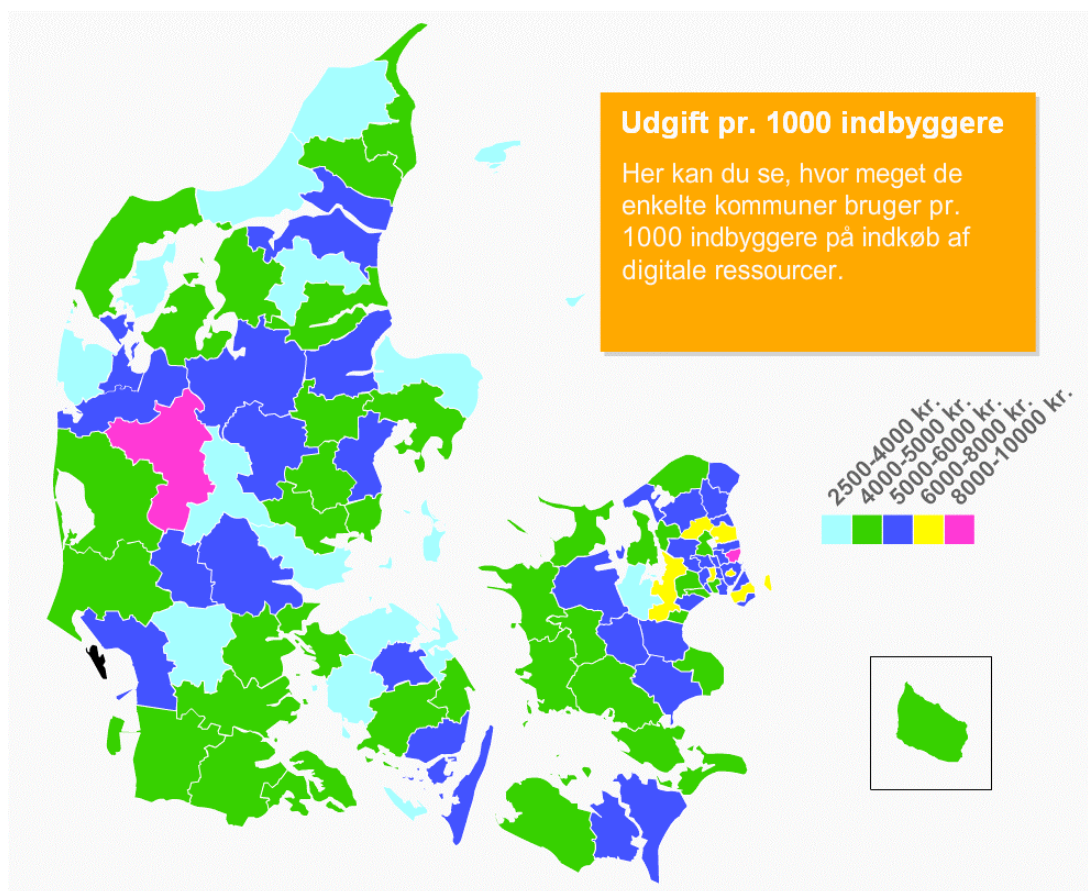 Udgift pr. 1000 indbyggere
Her kan du se, hvor meget de
enkelte kommuner bruger pr.
1000 indbyggere på indkøb af
digitale ressourcer.
2500-4000 kr.
4000-5000 kr.
5000-6000 kr.
6000-8000 kr.
8000-10000 kr.